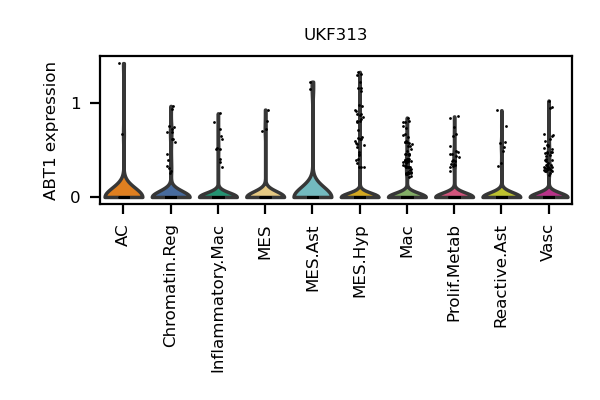 UKF313
ABT1 expression
1
0
AC
Chromatin.Reg
Inflammatory.Mac
MES
MES.Ast
MES.Hyp
Mac
Prolif.Metab
Reactive.Ast
Vasc